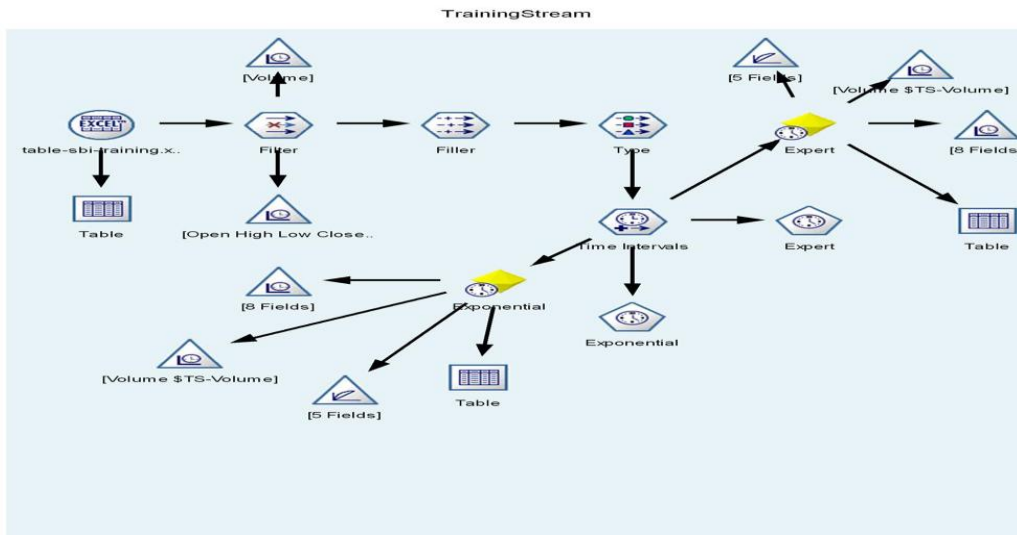 TrainingStream
[Volume]
[5 Fields]
[Volume $TS-Volume]
EXCEL
table-sbi-training.x..
Filter
Filler
Type
Expert
[8 Fields
Table
[Open High Low Close..
Time Intervals
Expert
Table
[8 Fields]
Exponential
Exponential
[Volume $TS-Volume]
[5 Fields]
Table